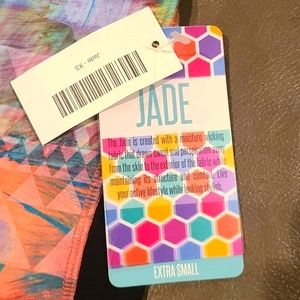 Jade - XS
JADE
The Jade is created with a moisture wicking
fabric that draws sweat and perspiration away
from the skin to the exterior of the fabric while
maintaining its structure and comfort. Live
your active lifestyle while looking stylish.
EXTRA SMALL